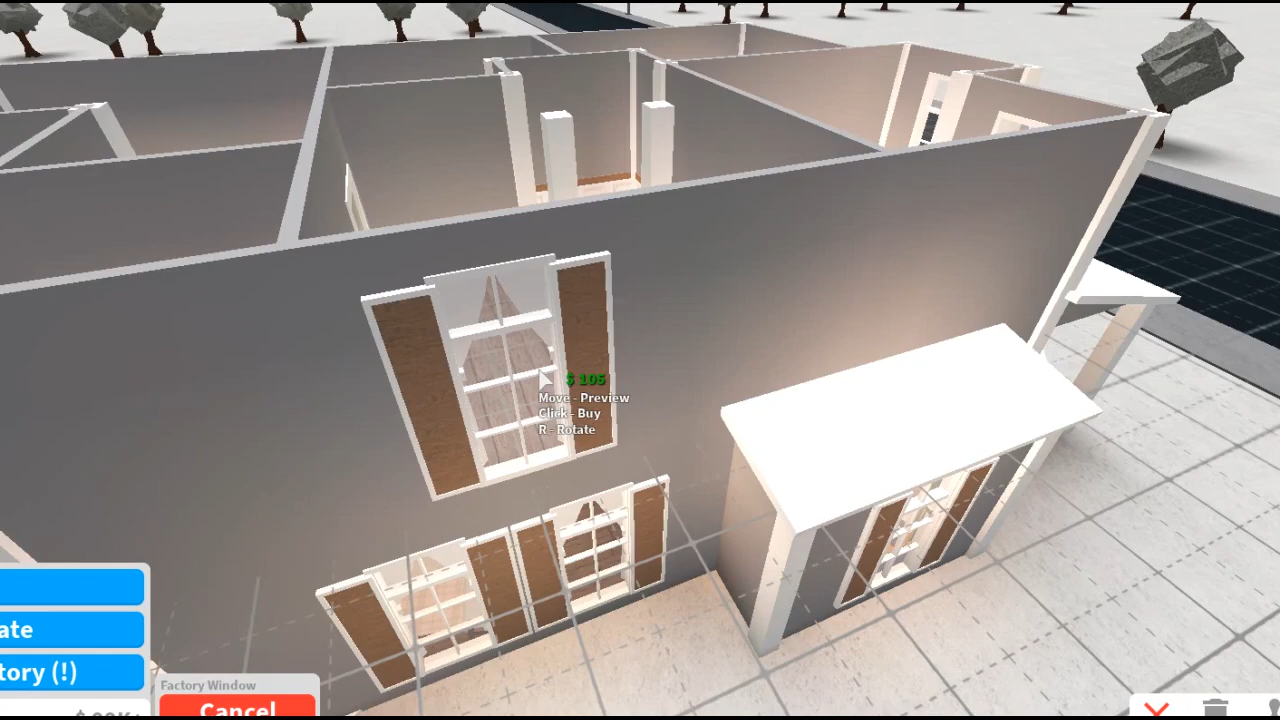 $ 105
Move - Preview
Click - Buy
R - Rotate
ate
tory (!)
Factory Window
Cancel